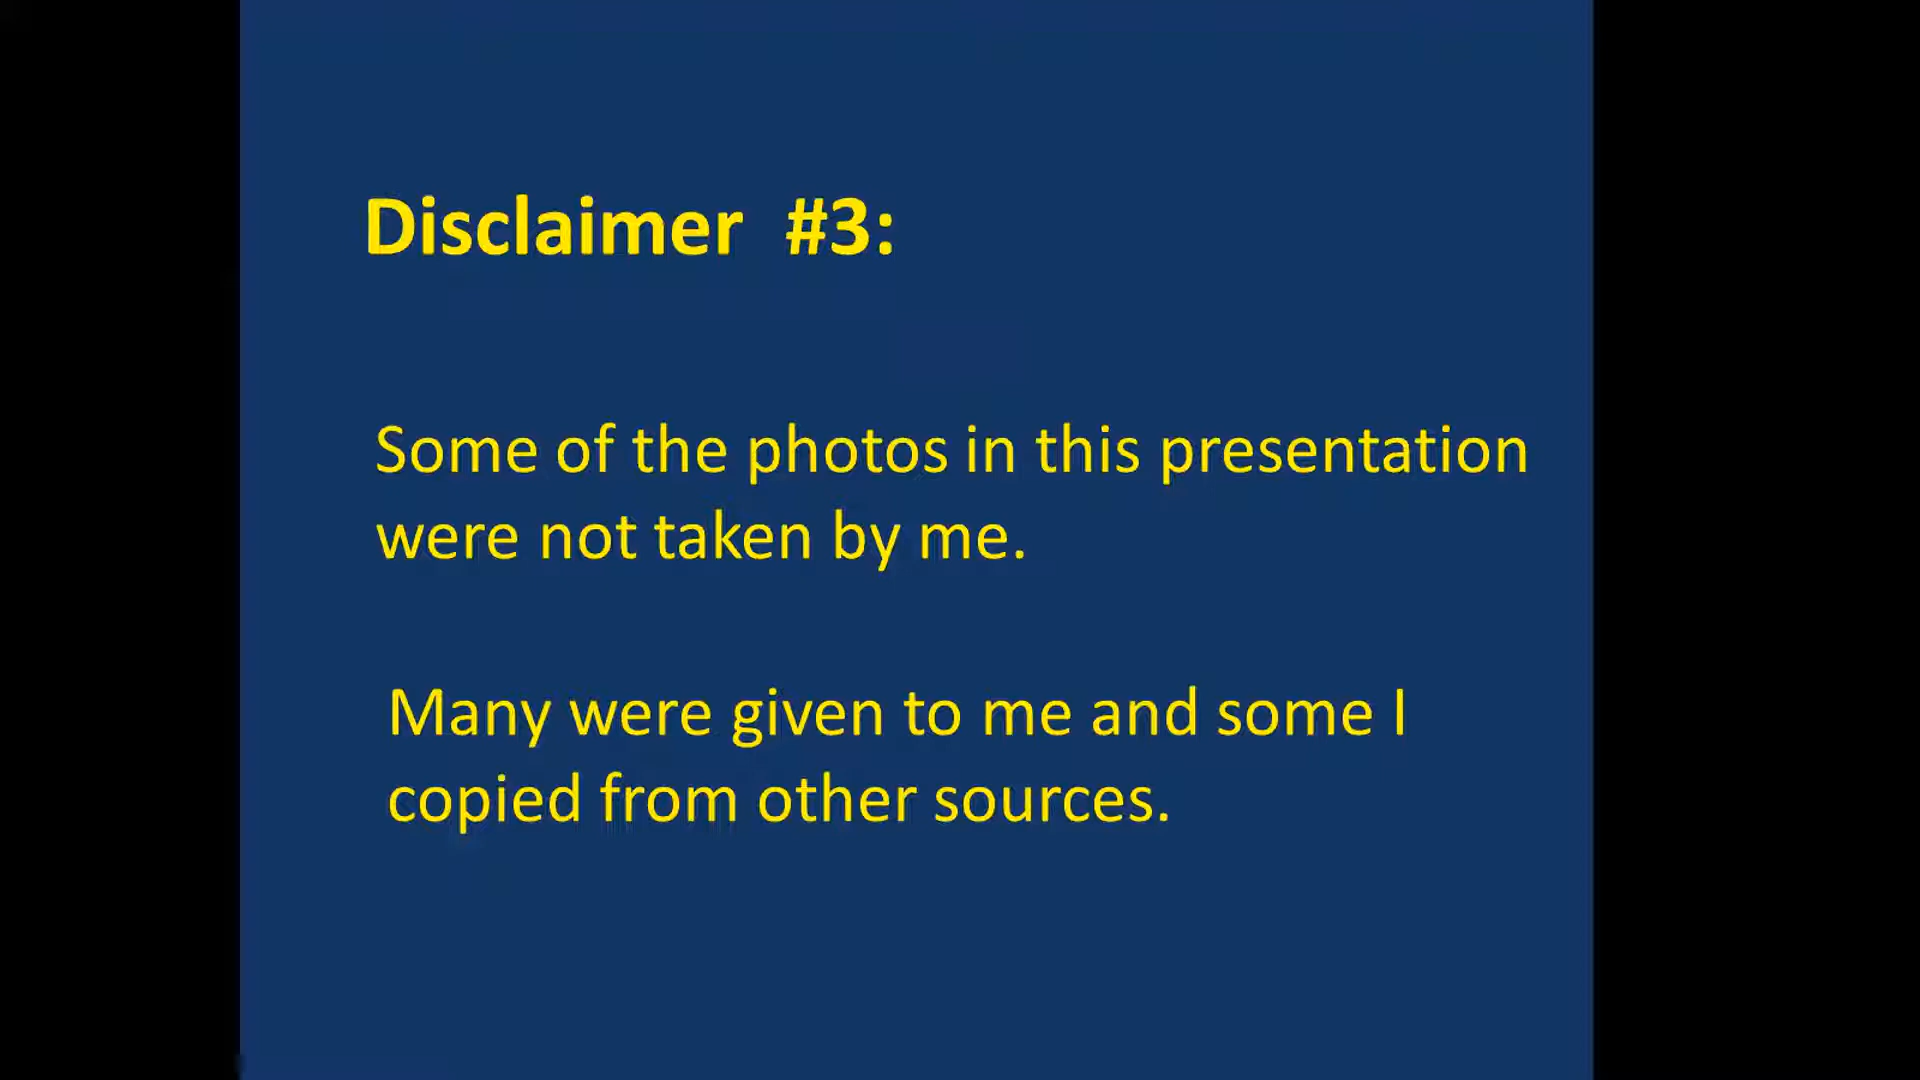 Disclaimer #3:
Some of the photos in this presentation
were not taken by me.
Many were given to me and some I
copied from other sources.